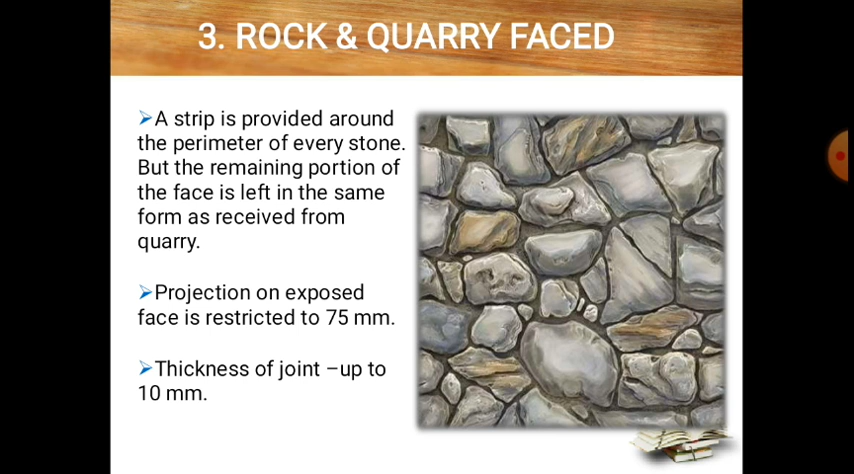 3. ROCK & QUARRY FACED
➢A strip is provided around
the perimeter of every stone.
But the remaining portion of
the face is left in the same
form as received from
quarry.
➢Projection on exposed
face is restricted to 75 mm.
➢Thickness of joint –up to
10 mm.